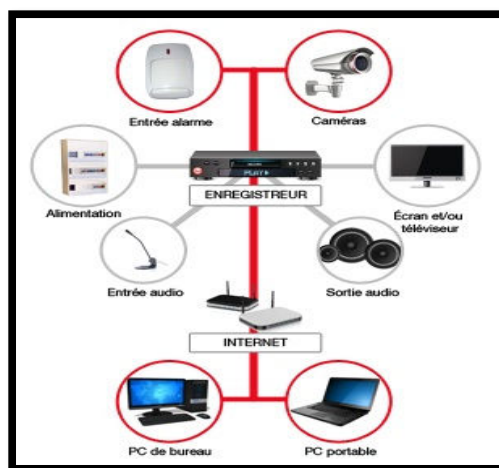 Entrée alarme
Caméras
PLAY
ENREGISTREUR
Alimentation
Écran et/ou
téléviseur
Entrée audio
Sortie audio
INTERNET
PC de bureau
PC portable